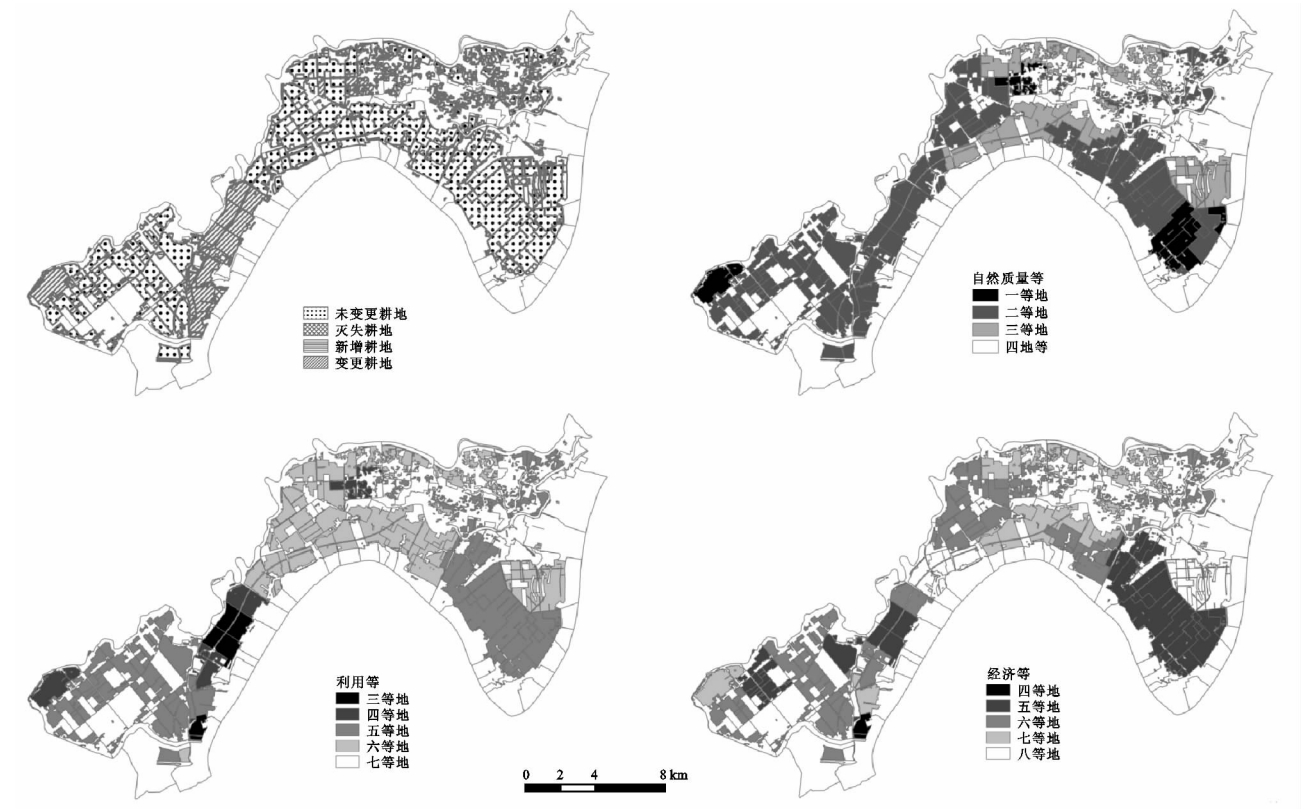 未变更耕地
灭失耕地
新增耕地
变更耕地
自然质量等
一等地
二等地
三等地
四地等
利用等
三等地
四等地
五等地
六等地
七等地
经济等
四等地
五等地
六等地
七等地
八等地
0 2 4 8 km